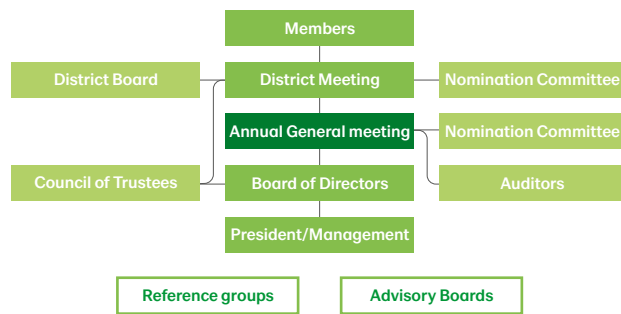 Members
District Board
District Meeting
Nomination Committee
Annual General meeting
Nomination Committee
Council of Trustees
Board of Directors
Auditors
President/Management
Reference groups
Advisory Boards